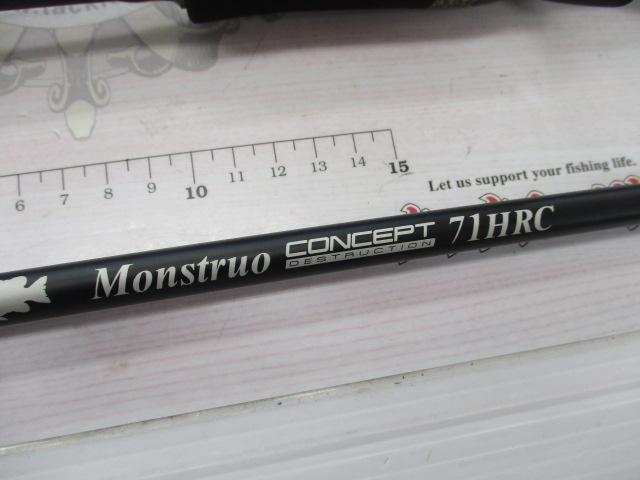 6 7 8 9 10 11 12 13 14 15
Let us support your fishing life.
Monstruo CONCEPT 71HRC
DESTRUCTION